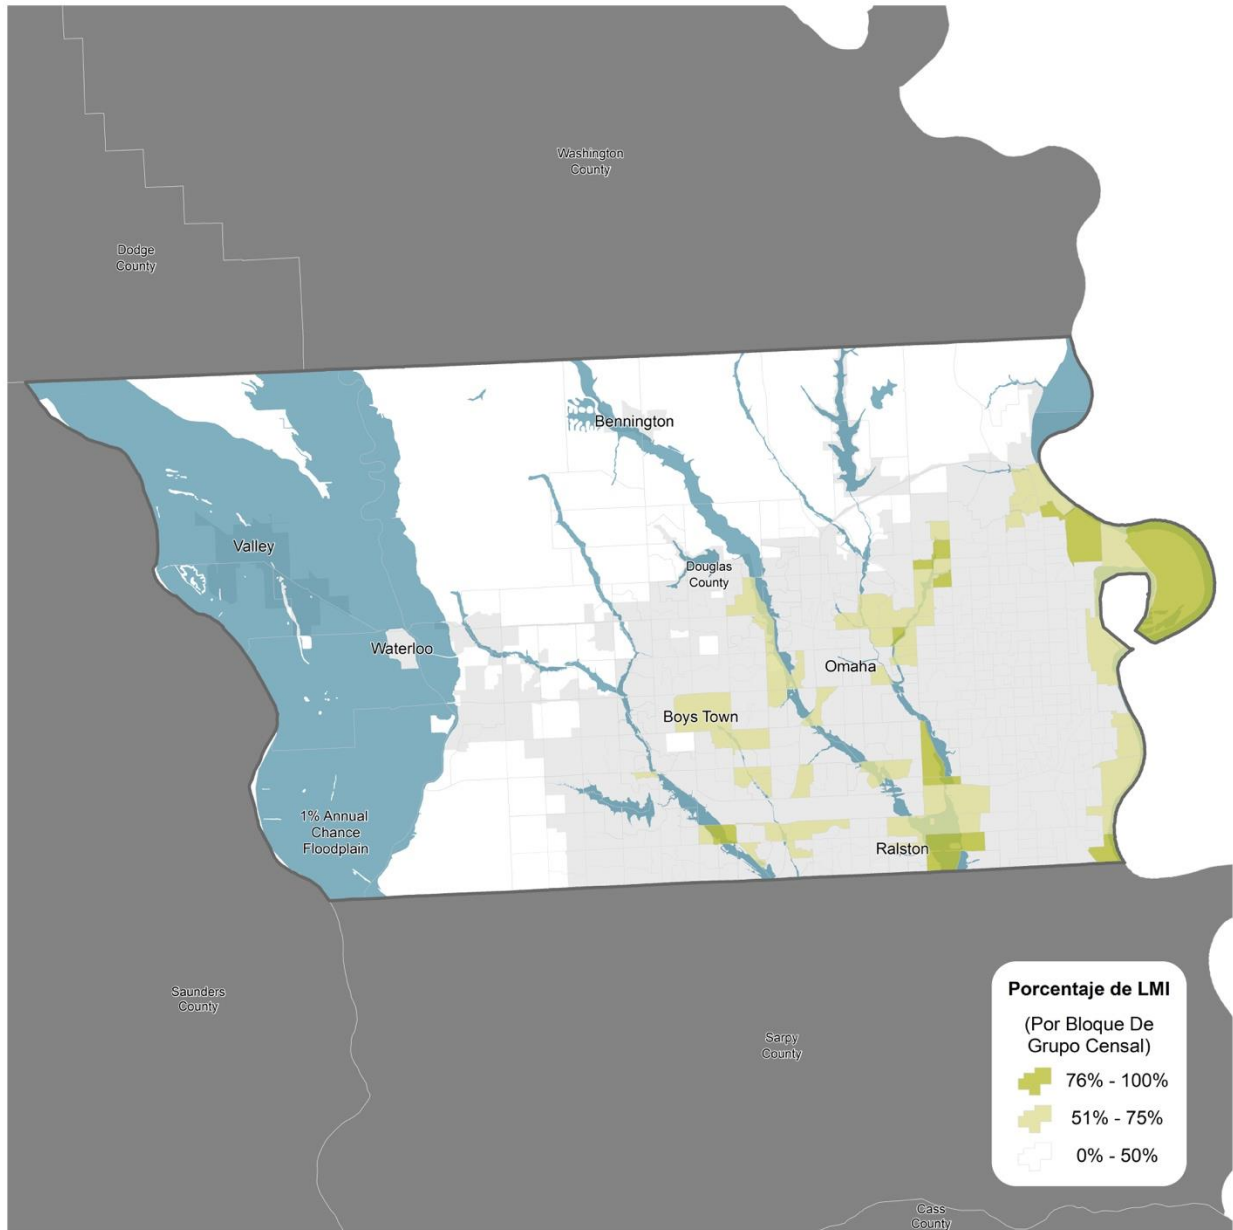 Washington
County
Dodge
County
Bennington
Valley
Douglas
County
Waterloo
Omaha
Boys Town
1% Annual
Chance
Floodplain
Ralston
Saunders
County
Sarpy
County
Porcentaje de LMI
(Por Bloque De
Grupo Censal)
76% - 100%
51% - 75%
0% - 50%
Cass
County